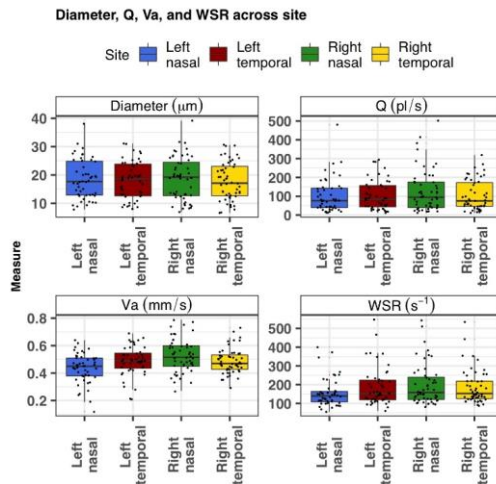 Diameter, Q, Va, and WSR across site
Site
Left nasal
Left temporal
Right nasal
Right temporal
Measure
Diameter (μm)
40
30
20
10
Left nasal
Left temporal
Right nasal
Right temporal
Q (pl/s)
500
400
300
200
100
0
Left nasal
Left temporal
Right nasal
Right temporal
Va (mm/s)
0.8
0.6
0.4
0.2
Left nasal
Left temporal
Right nasal
Right temporal
WSR (s⁻¹)
500
400
300
200
100
0
Left nasal
Left temporal
Right nasal
Right temporal